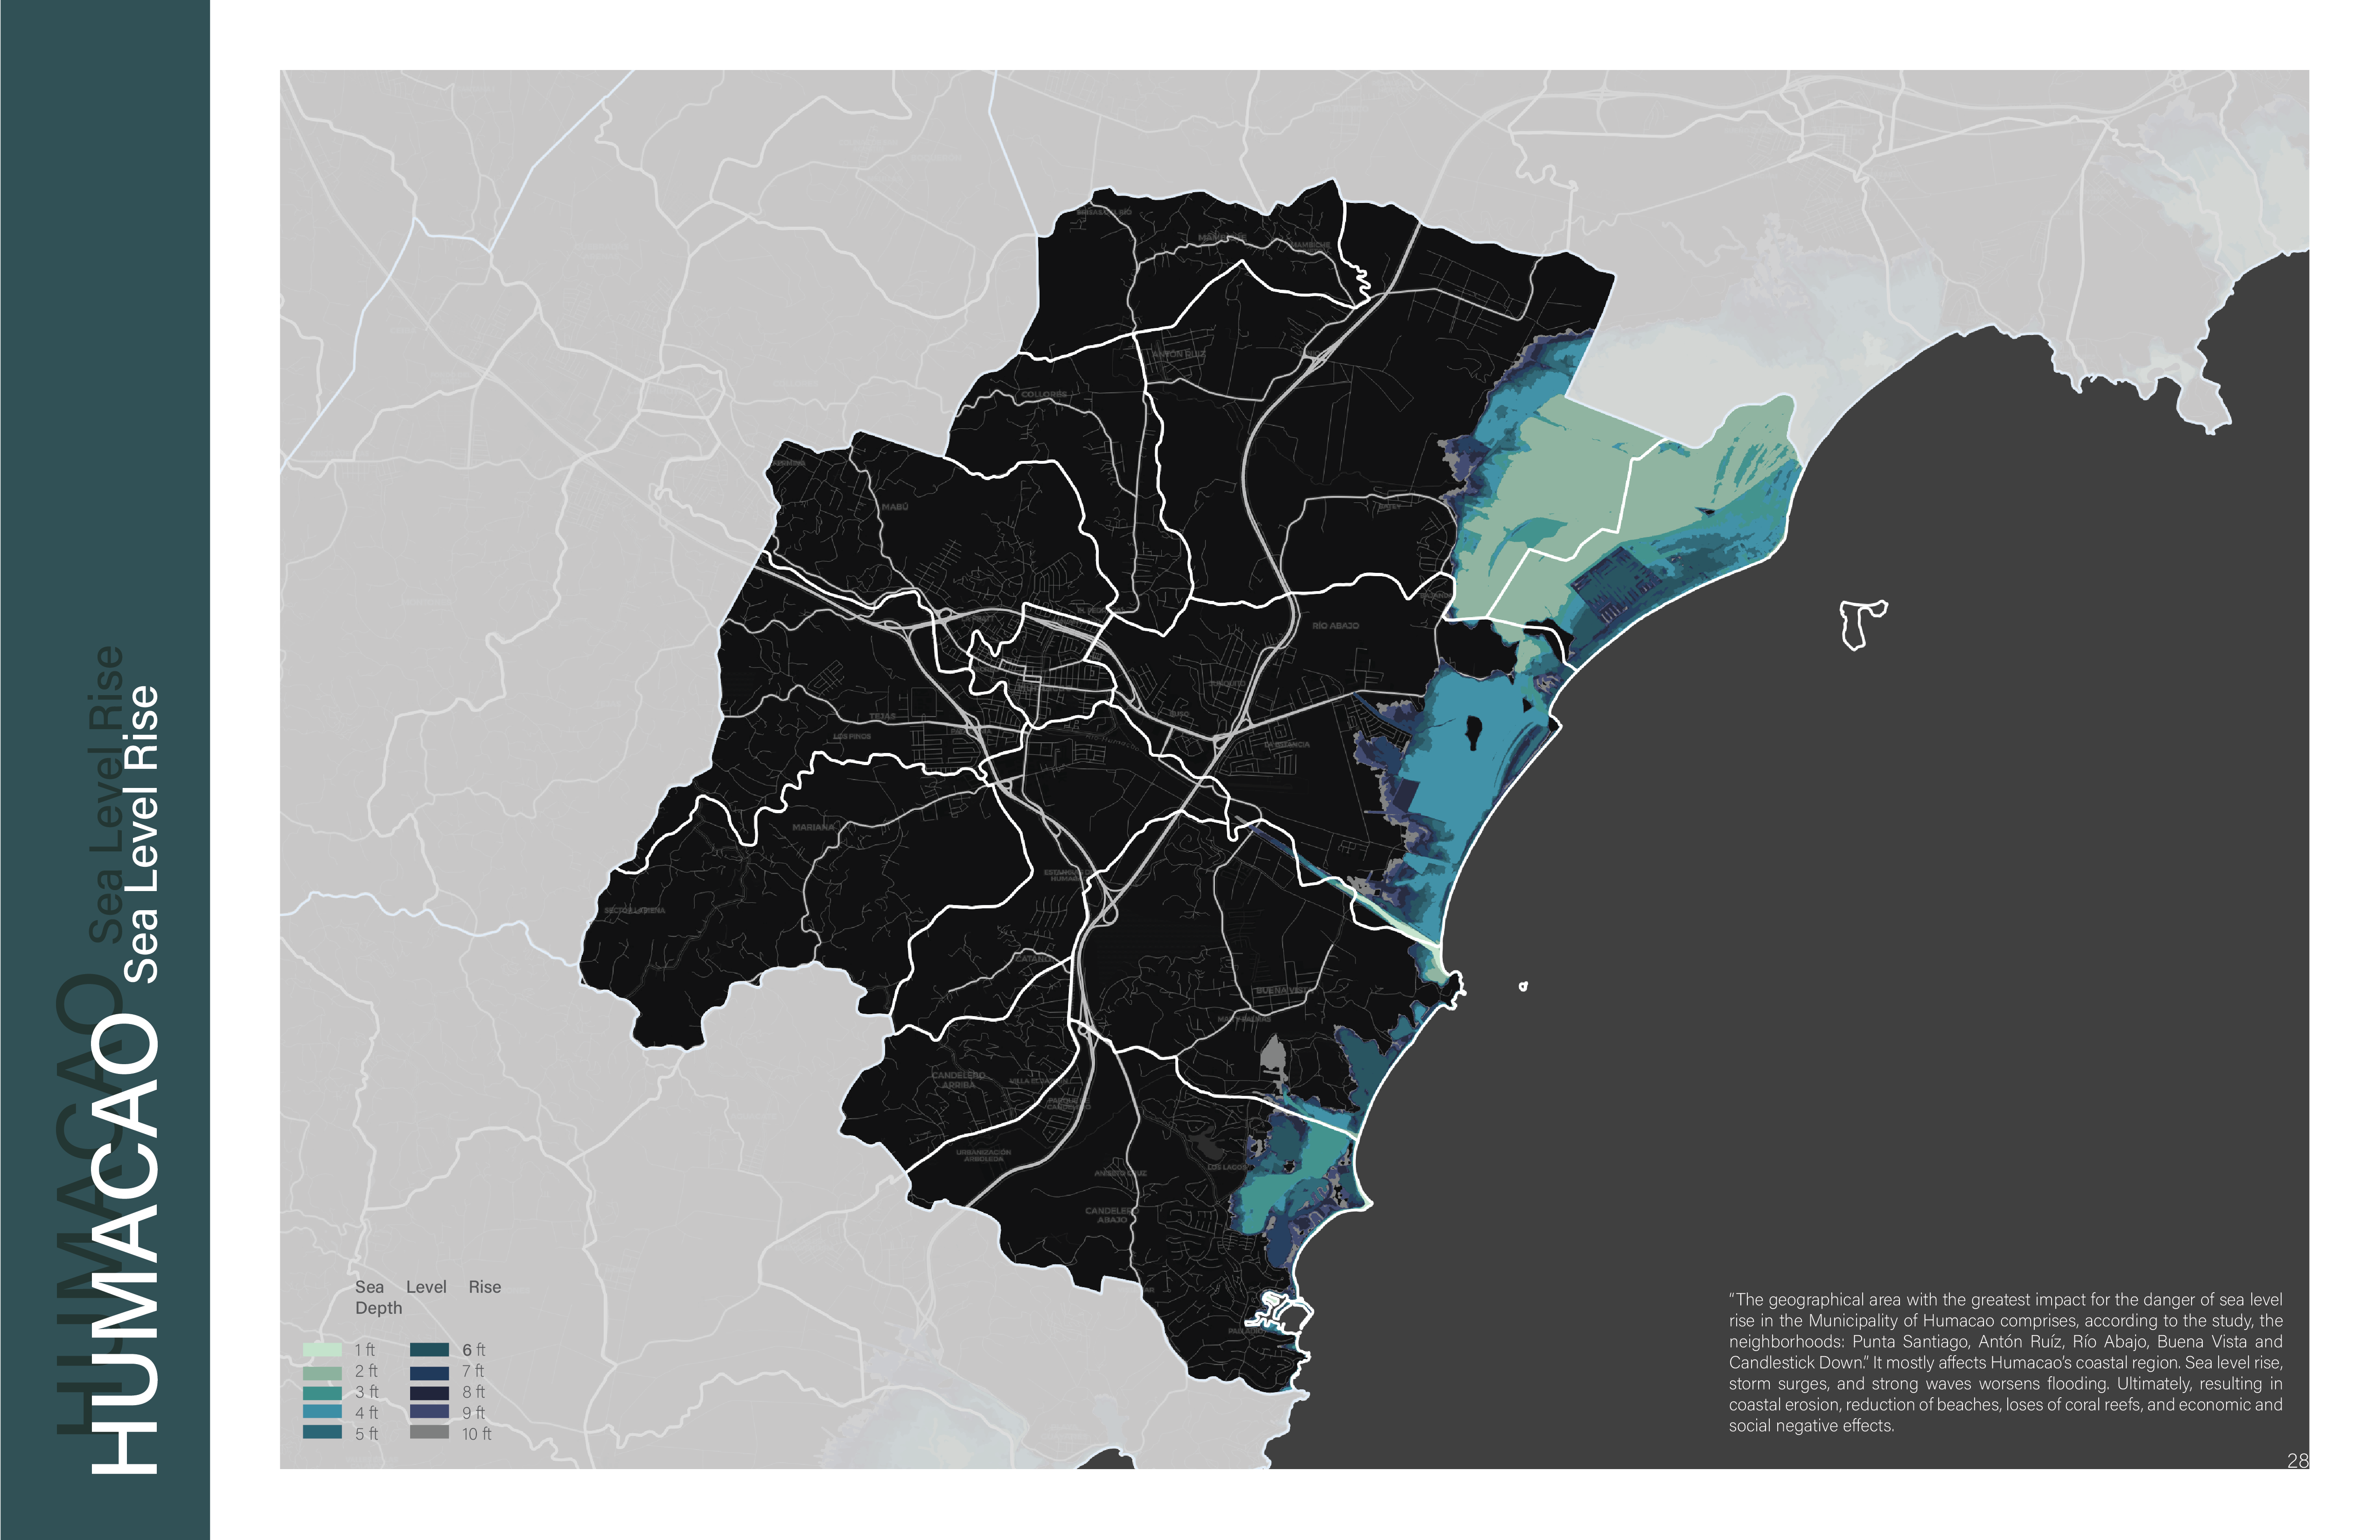 HUMACAO Sea Level Rise
HUMACAO Sea Level Rise
MAMBICHE
ANTÓN RUIZ
COLLORES
MABÚ
RÍO ABAJO
LOS PINOS
MARIANA
CATAÑO
BUENA VISTA
CANDELERO
ARRIBA
URBANIZACIÓN
ARBOLEDA
LOS LAGOS
CANDELERO
ABAJO
Sea Level Rise
Depth
1 ft
2 ft
3 ft
4 ft
5 ft
6 ft
7 ft
8 ft
9 ft
10 ft
“The geographical area with the greatest impact for the danger of sea level
rise in the Municipality of Humacao comprises, according to the study, the
neighborhoods: Punta Santiago, Antón Ruíz, Río Abajo, Buena Vista and
Candlestick Down.” It mostly affects Humacao’s coastal region. Sea level rise,
storm surges, and strong waves worsens flooding. Ultimately, resulting in
coastal erosion, reduction of beaches, loses of coral reefs, and economic and
social negative effects.
28